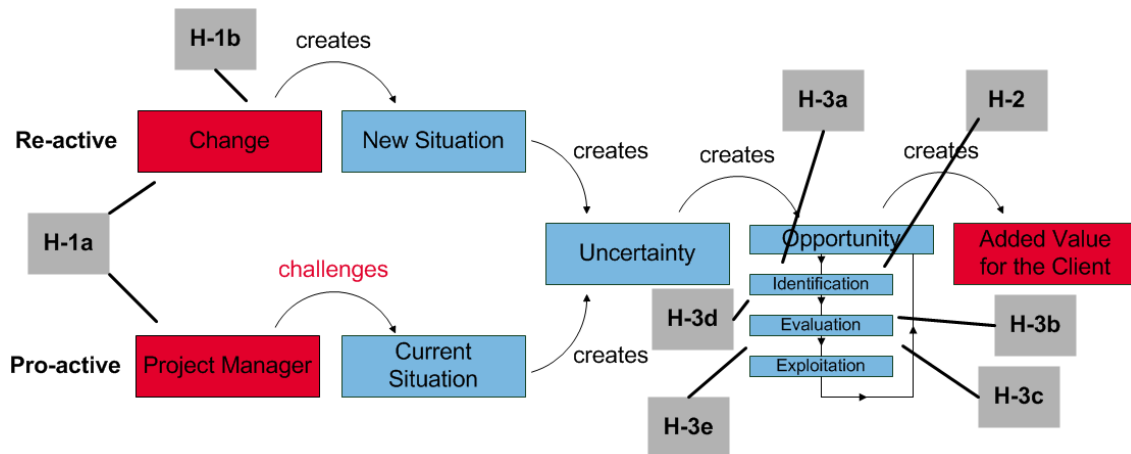 H-1b
creates
H-3a
H-2
Re-active
Change
New Situation
creates
creates
creates
H-1a
Uncertainty
Opportunity
Added Value
for the Client
challenges
Identification
H-3d
Evaluation
H-3b
Pro-active
Project Manager
Current
Situation
creates
Exploitation
H-3c
H-3e